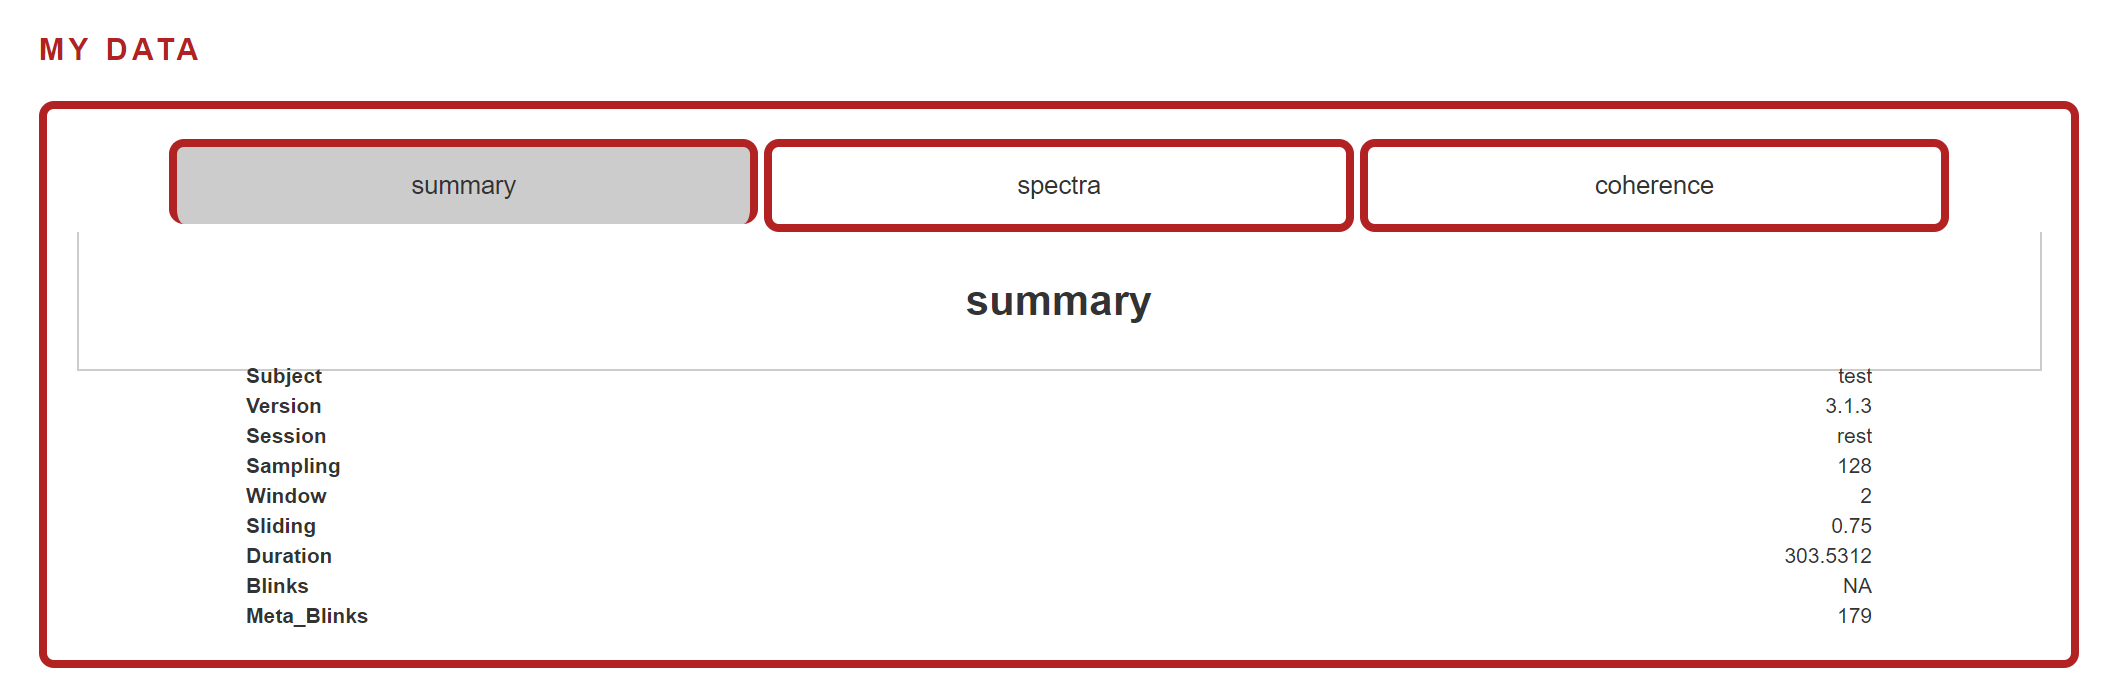 MY DATA
summary spectra coherence
summary
Subject test
Version 3.1.3
Session rest
Sampling 128
Window 2
Sliding 0.75
Duration 303.5312
Blinks NA
Meta_Blinks 179